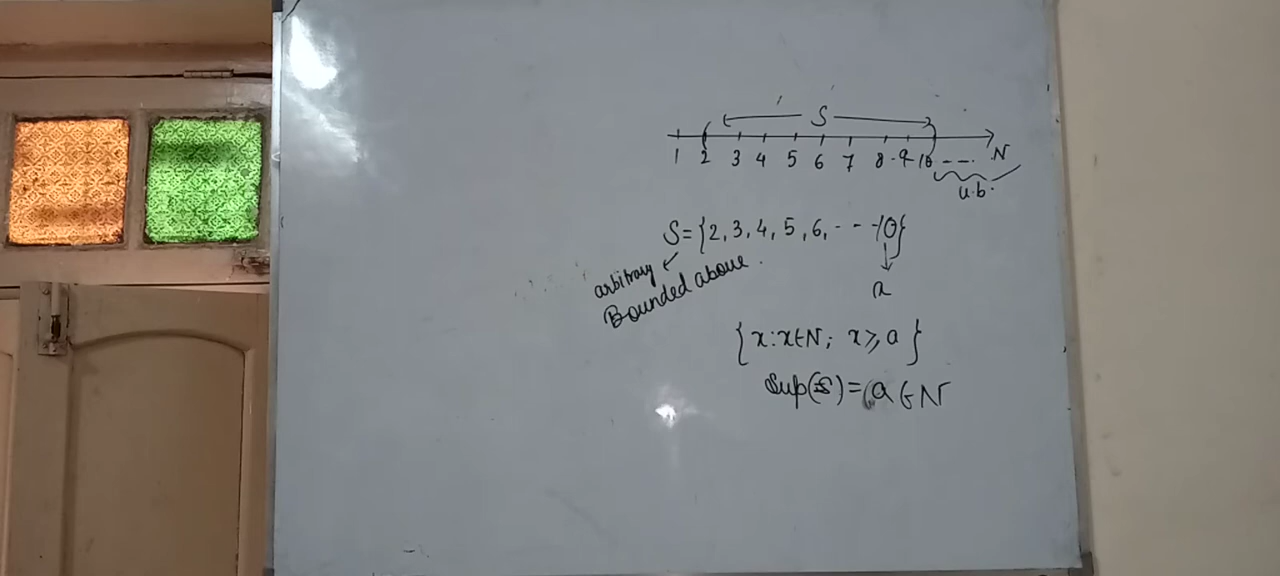 S
1 2 3 4 5 6 7 8 9 10 --- N
u.b.
S={2, 3, 4, 5, 6, - - - 10}
arbitrary
Bounded above.
a
{x:x∈N; x⩾a}
Sup(S)=a∈N